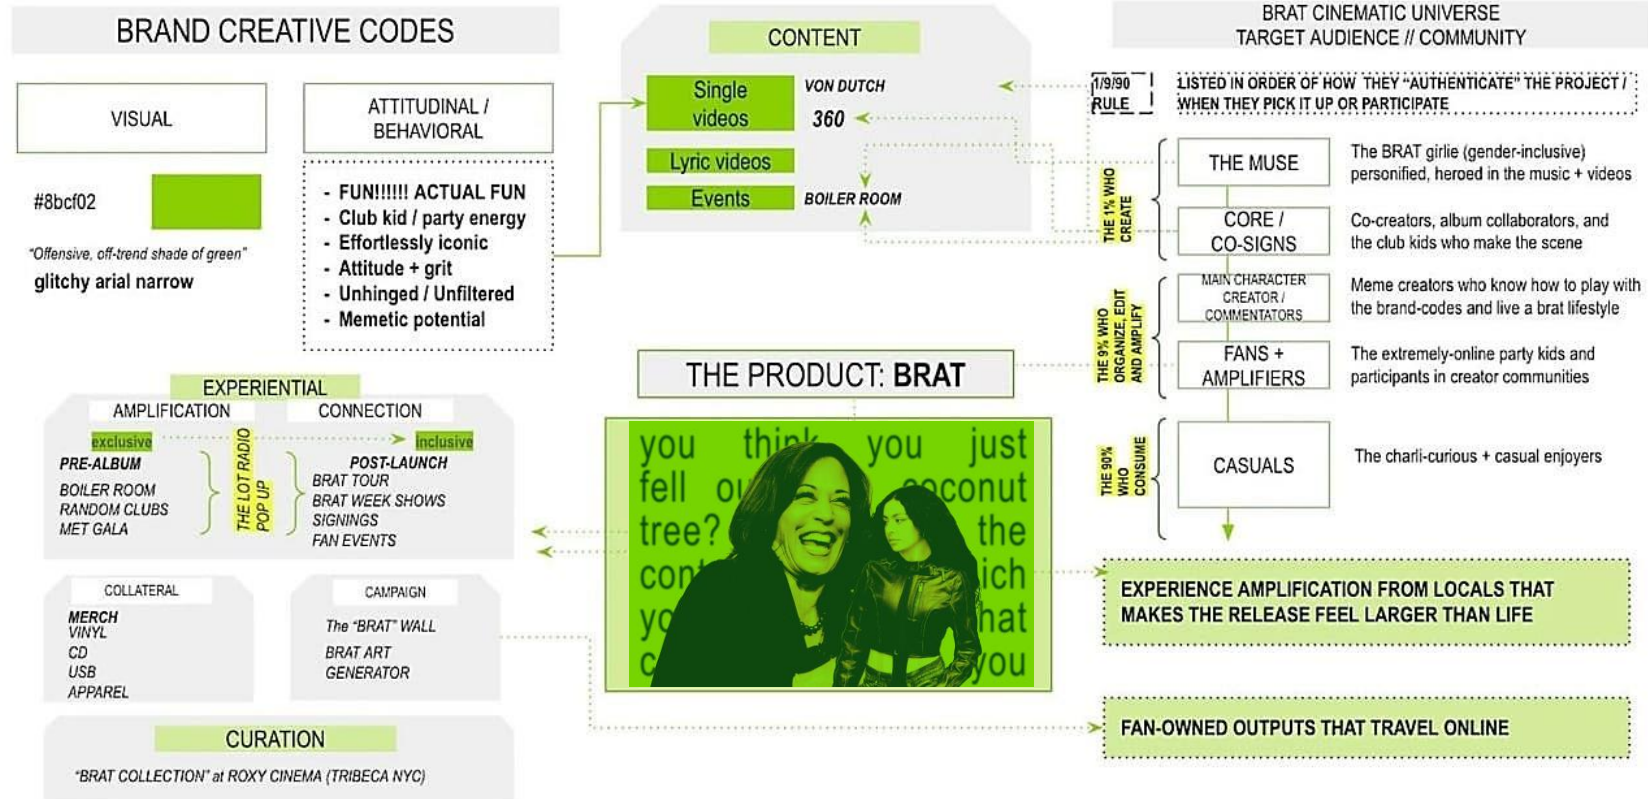 BRAND CREATIVE CODES
VISUAL
ATTITUDINAL /
BEHAVIORAL
#8bcf02
“Offensive, off-trend shade of green”
glitchy arial narrow
- FUN!!!!!! ACTUAL FUN
- Club kid / party energy
- Effortlessly iconic
- Attitude + grit
- Unhinged / Unfiltered
- Memetic potential
CONTENT
Single
videos
VON DUTCH
360
Lyric videos
Events
BOILER ROOM
BRAT CINEMATIC UNIVERSE
TARGET AUDIENCE // COMMUNITY
1/9/90
RULE
LISTED IN ORDER OF HOW THEY “AUTHENTICATE” THE PROJECT /
WHEN THEY PICK IT UP OR PARTICIPATE
THE 1% WHO
CREATE
THE MUSE
The BRAT girlie (gender-inclusive)
personified, heroed in the music + videos
CORE /
CO-SIGNS
Co-creators, album collaborators, and
the club kids who make the scene
THE 9% WHO
ORGANIZE, EDIT
AND AMPLIFY
MAIN CHARACTER
CREATOR /
COMMENTATORS
Meme creators who know how to play with
the brand-codes and live a brat lifestyle
FANS +
AMPLIFIERS
The extremely-online party kids and
participants in creator communities
THE 90%
WHO
CONSUME
CASUALS
The charli-curious + casual enjoyers
THE PRODUCT: BRAT
you think you just
fell ou coconut
tree? the
cont ich
yo hat
c you
EXPERIENTIAL
AMPLIFICATION
CONNECTION
exclusive
inclusive
PRE-ALBUM
BOILER ROOM
RANDOM CLUBS
MET GALA
THE LOT RADIO
POP UP
POST-LAUNCH
BRAT TOUR
BRAT WEEK SHOWS
SIGNINGS
FAN EVENTS
COLLATERAL
MERCH
VINYL
CD
USB
APPAREL
CAMPAIGN
The “BRAT” WALL
BRAT ART
GENERATOR
CURATION
“BRAT COLLECTION” at ROXY CINEMA (TRIBECA NYC)
EXPERIENCE AMPLIFICATION FROM LOCALS THAT
MAKES THE RELEASE FEEL LARGER THAN LIFE
FAN-OWNED OUTPUTS THAT TRAVEL ONLINE